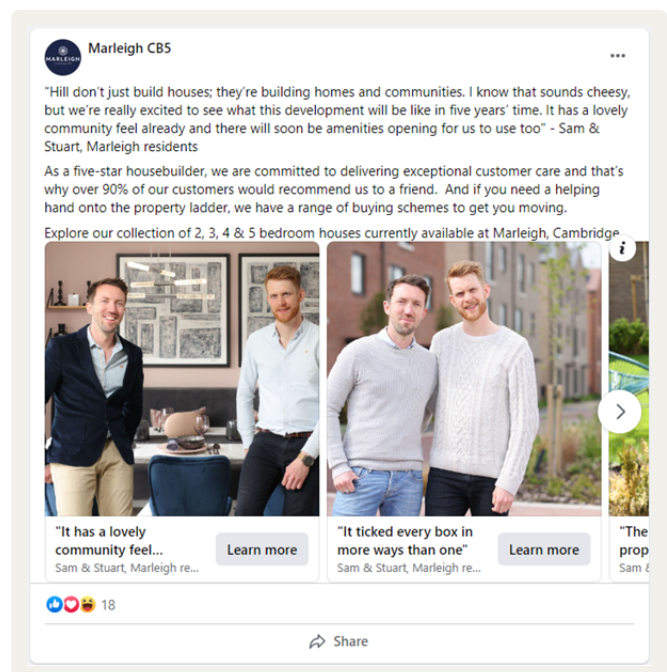 Marleigh CB5
MARLEIGH
"Hill don't just build houses; they're building homes and communities. I know that sounds cheesy,
but we're really excited to see what this development will be like in five years' time. It has a lovely
community feel already and there will soon be amenities opening for us to use too" - Sam &
Stuart, Marleigh residents
As a five-star housebuilder, we are committed to delivering exceptional customer care and that's
why over 90% of our customers would recommend us to a friend. And if you need a helping
hand onto the property ladder, we have a range of buying schemes to get you moving.
Explore our collection of 2, 3, 4 & 5 bedroom houses currently available at Marleigh, Cambridge
i
"It has a lovely
community feel...
Sam & Stuart, Marleigh re...
Learn more
"It ticked every box in
more ways than one"
Sam & Stuart, Marleigh re...
Learn more
"The
prop
Sam &
18
Share